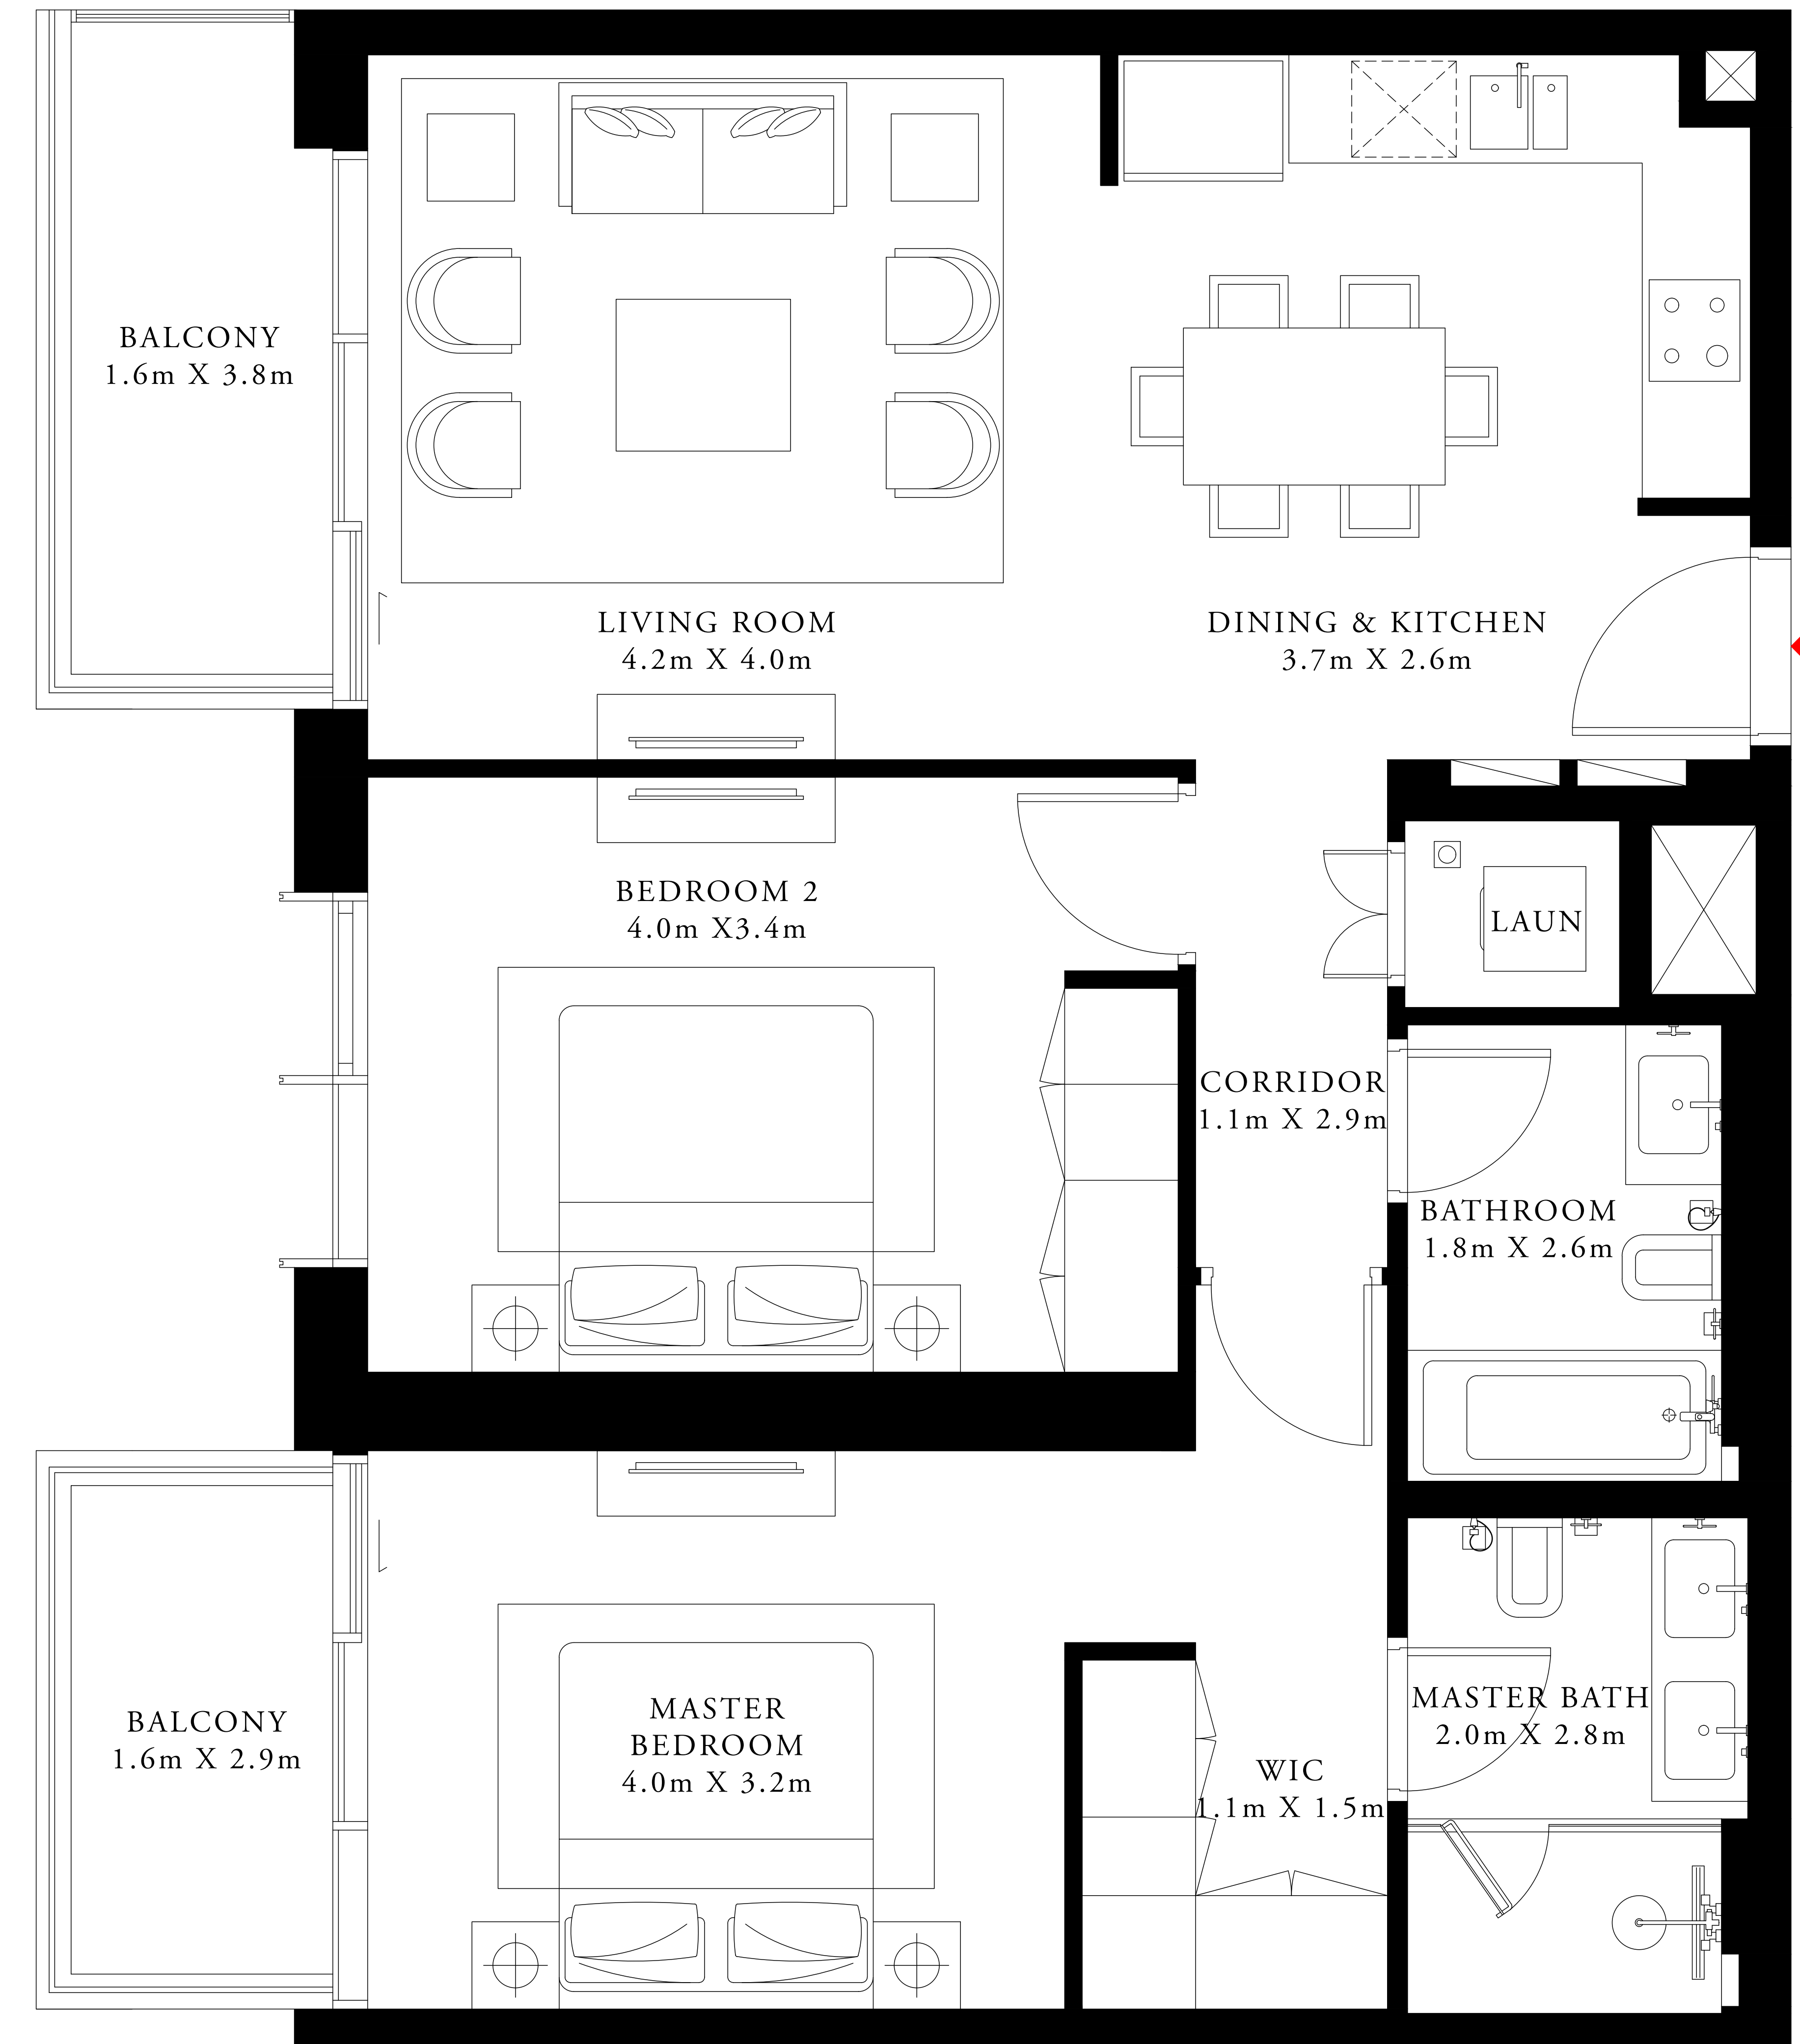 BALCONY
1.6m X 3.8m
LIVING ROOM
4.2m X 4.0m
DINING & KITCHEN
3.7m X 2.6m
BEDROOM 2
4.0m X3.4m
LAUN
CORRIDOR
1.1m X 2.9m
BATHROOM
1.8m X 2.6m
BALCONY
1.6m X 2.9m
MASTER
BEDROOM
4.0m X 3.2m
WIC
1.1m X 1.5m
MASTER BATH
2.0m X 2.8m